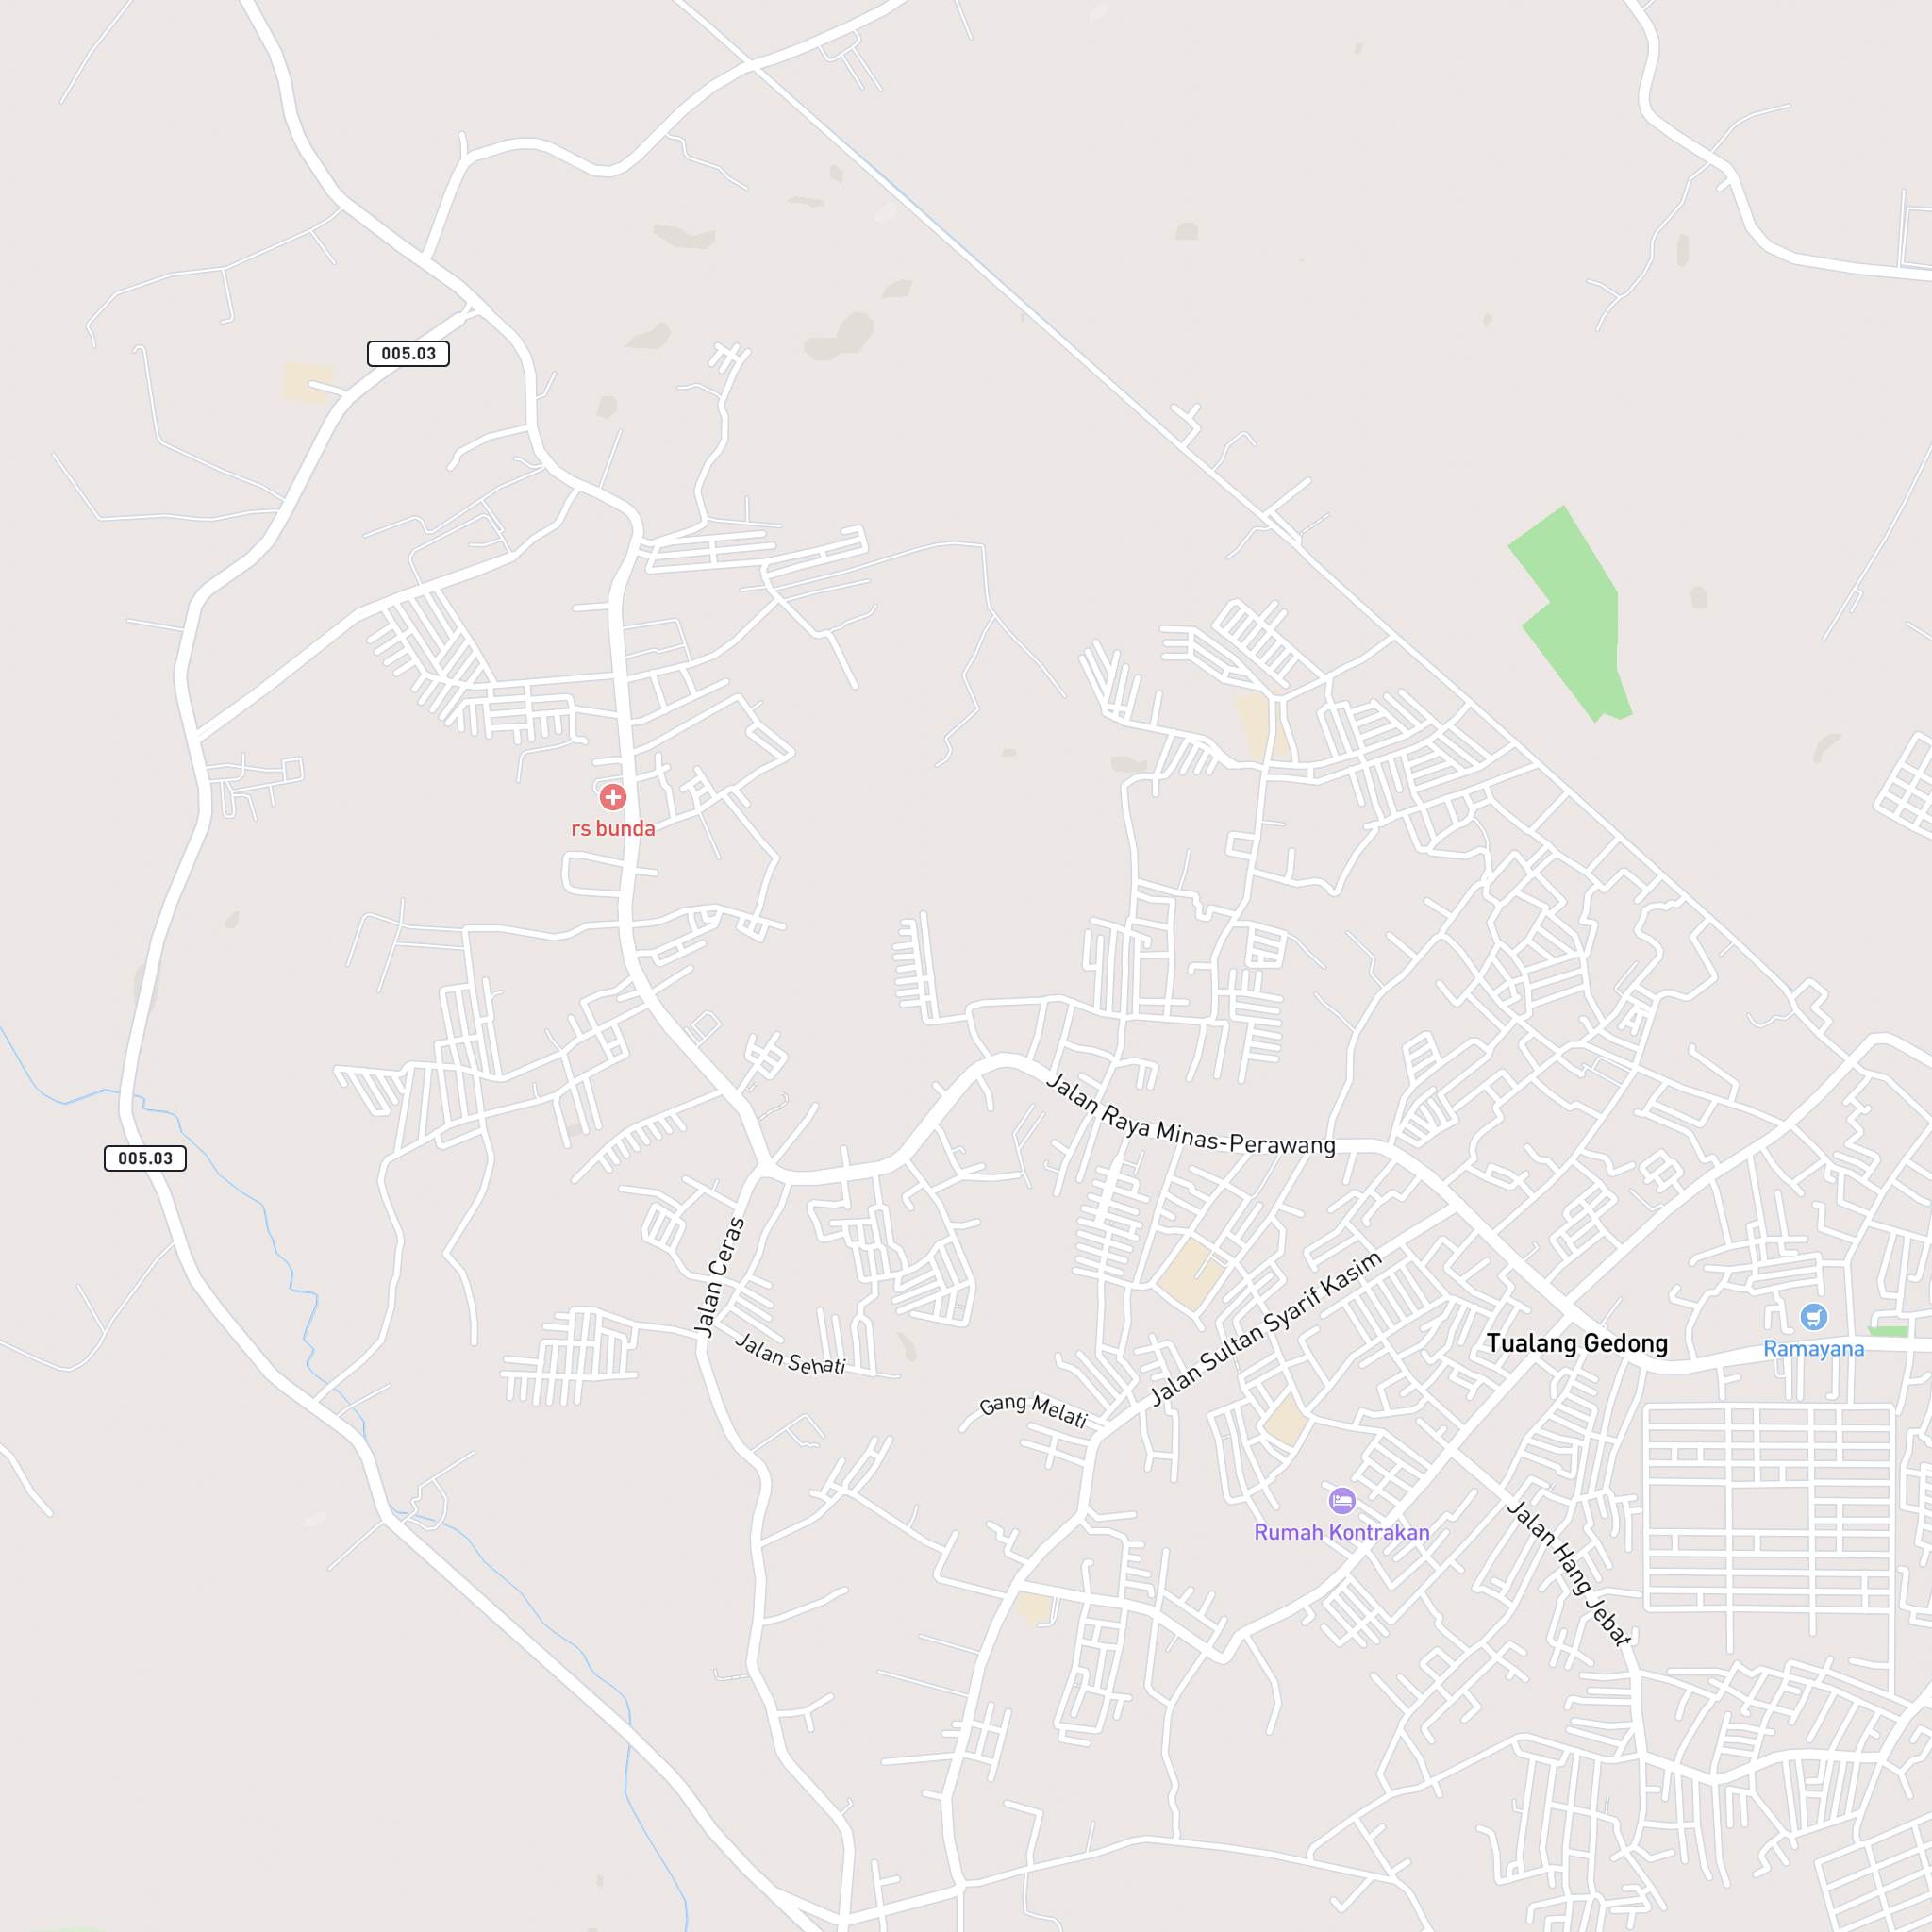 005.03
rs bunda
Jalan Raya Minas-Perawang
005.03
Jalan Ceras
Jalan Sultan Syarif Kasim
Ramayana
Tualang Gedong
Jalan Sehati
Gang Melati
Rumah Kontrakan
Jalan Hang Jebat